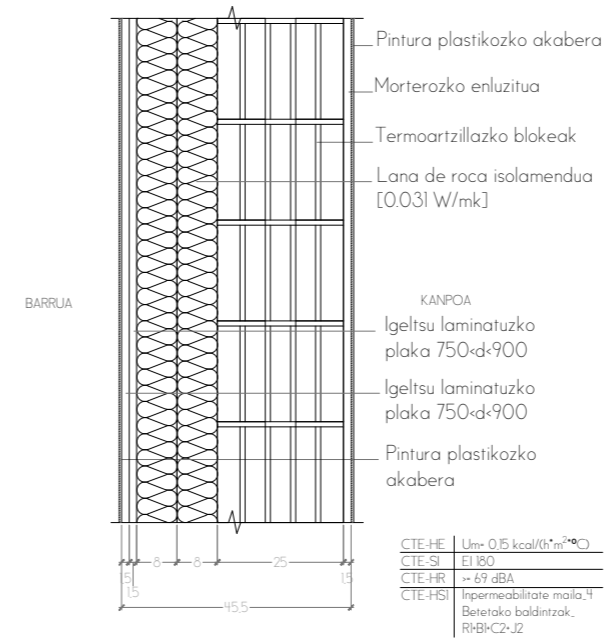 Pintura plastikozko akabera
Morterozko enluzitua
Termoartzillazko blokeak
Lana de roca isolamendua
[0.031 W/mk]
BARRUA
KANPOA
Igeltsu laminatuzko
plaka 750<d<900
Igeltsu laminatuzko
plaka 750<d<900
Pintura plastikozko
akabera
1,5
1,5
8
8
25
1,5
45,5
CTE-HE Um= 0,15 kcal/(h*m²*ºC)
CTE-SI EI 180
CTE-HR >= 69 dBA
CTE-HSI Inpermeabilitate maila_4
Betetako baldintzak_
R1+B1+C2+J2